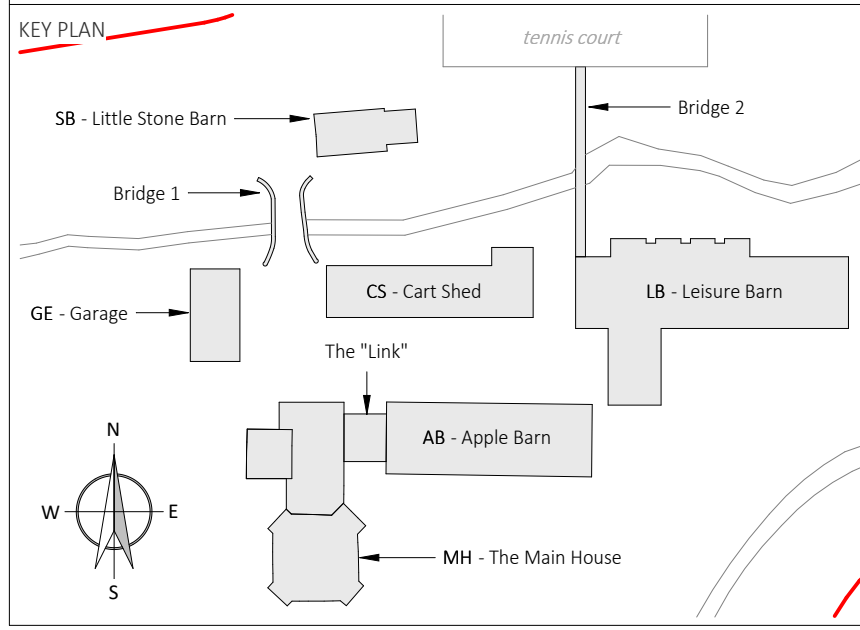 KEY PLAN
tennis court
SB - Little Stone Barn
Bridge 2
Bridge 1
CS - Cart Shed
LB - Leisure Barn
GE - Garage
The "Link"
AB - Apple Barn
N
W
E
S
MH - The Main House